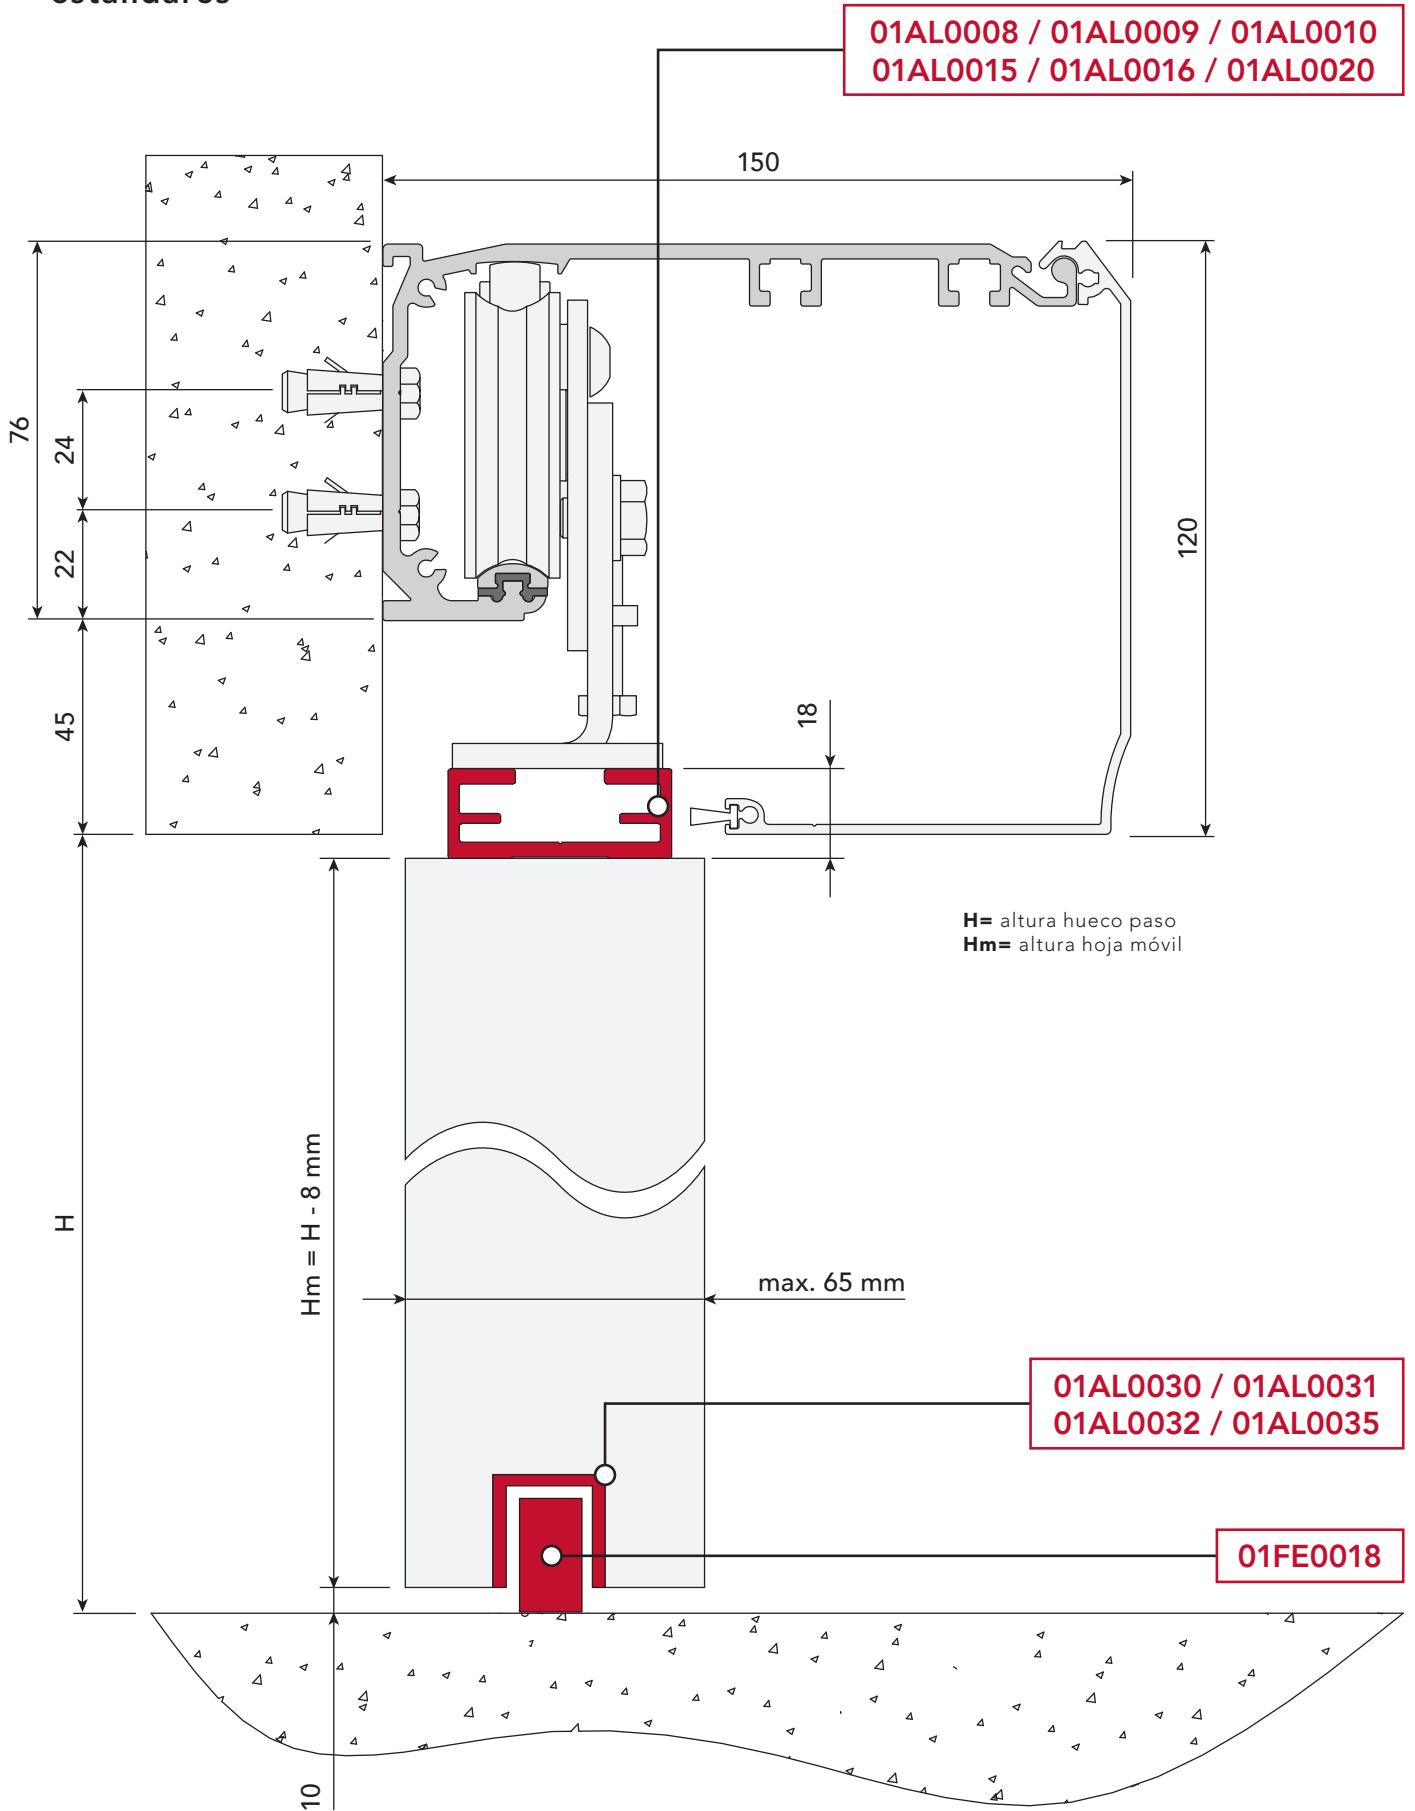 01AL0008 / 01AL0009 / 01AL0010
01AL0015 / 01AL0016 / 01AL0020
150
76
24
22
45
120
18
H= altura hueco paso
Hm= altura hoja móvil
H
Hm = H - 8 mm
max. 65 mm
01AL0030 / 01AL0031
01AL0032 / 01AL0035
01FE0018
10